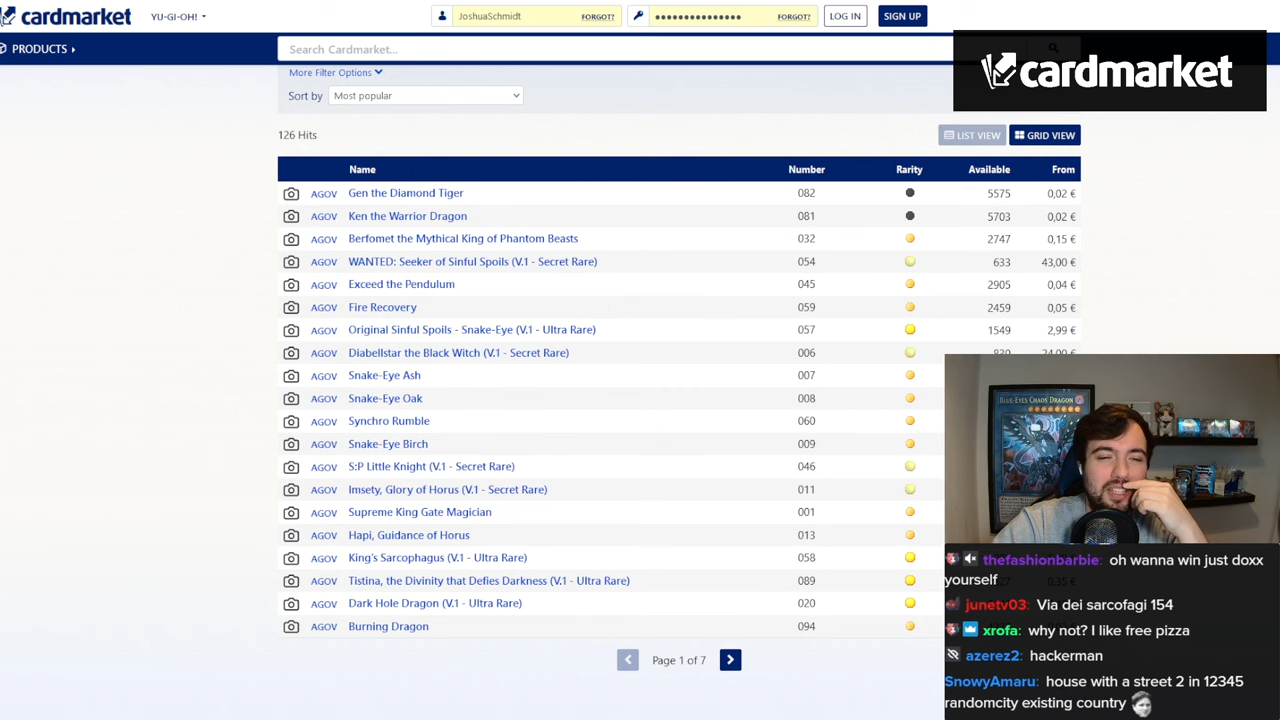 cardmarket
YU-GI-OH!
JoshuaSchmidt FORGOT? ••••••••••••••• FORGOT? LOG IN SIGN UP
PRODUCTS
Search Cardmarket...
cardmarket
More Filter Options
Sort by Most popular
126 Hits
LIST VIEW GRID VIEW
Name Number Rarity Available From
AGOV Gen the Diamond Tiger 082 5575 0,02 €
AGOV Ken the Warrior Dragon 081 5703 0,02 €
AGOV Berfomet the Mythical King of Phantom Beasts 032 2747 0,15 €
AGOV WANTED: Seeker of Sinful Spoils (V.1 - Secret Rare) 054 633 43,00 €
AGOV Exceed the Pendulum 045 2905 0,04 €
AGOV Fire Recovery 059 2459 0,05 €
AGOV Original Sinful Spoils - Snake-Eye (V.1 - Ultra Rare) 057 1549 2,99 €
AGOV Diabellstar the Black Witch (V.1 - Secret Rare) 006 830 24,00 €
AGOV Snake-Eye Ash 007
AGOV Snake-Eye Oak 008
AGOV Synchro Rumble 060
AGOV Snake-Eye Birch 009
AGOV S:P Little Knight (V.1 - Secret Rare) 046
AGOV Imsety, Glory of Horus (V.1 - Secret Rare) 011
AGOV Supreme King Gate Magician 001
AGOV Hapi, Guidance of Horus 013
AGOV King's Sarcophagus (V.1 - Ultra Rare) 058
AGOV Tistina, the Divinity that Defies Darkness (V.1 - Ultra Rare) 089 0,35 €
AGOV Dark Hole Dragon (V.1 - Ultra Rare) 020
AGOV Burning Dragon 094
Page 1 of 7
BLUE-EYES CHAOS DRAGON
thefashionbarbie: oh wanna win just doxx
yourself
junetv03: Via dei sarcofagi 154
xrofa: why not? I like free pizza
azerez2: hackerman
SnowyAmaru: house with a street 2 in 12345
randomcity existing country